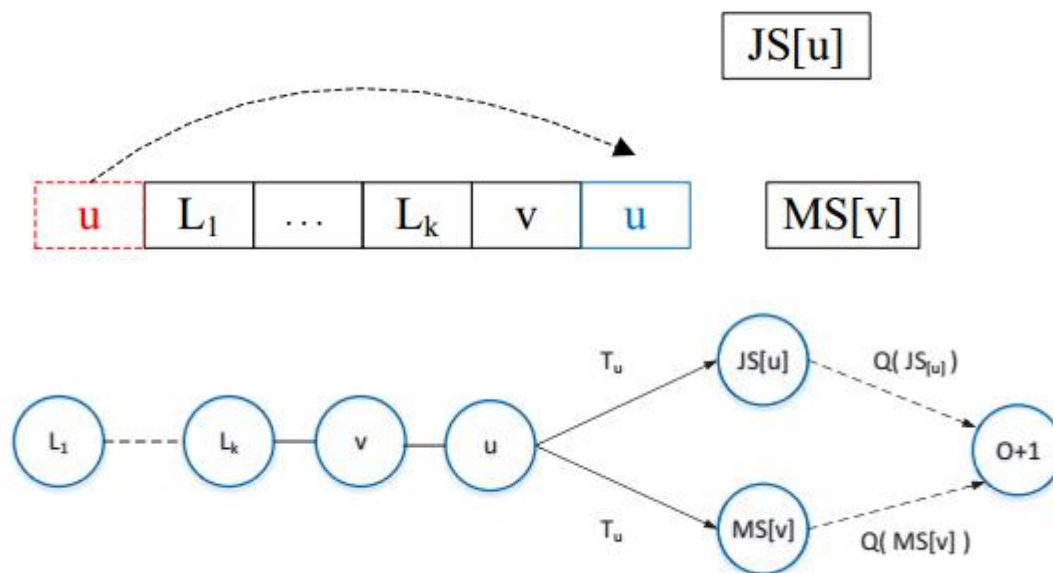 JS[u]
u L₁ ... Lₖ v u MS[v]
Tᵤ JS[u] Q( JS[u] )
L₁ Lₖ v u O+1
Tᵤ MS[v] Q( MS[v] )